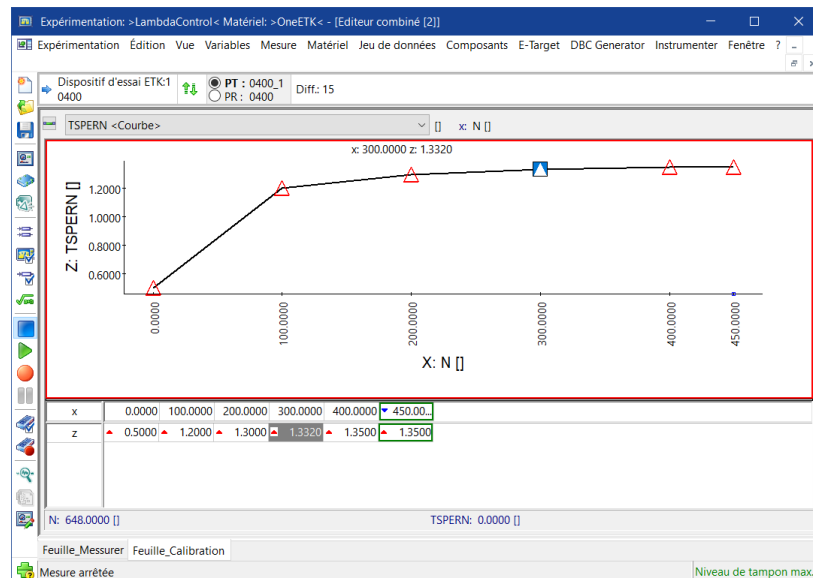 Expérimentation: >LambdaControl< Matériel: >OneETK< - [Editeur combiné [2]]
Expérimentation Édition Vue Variables Mesure Matériel Jeu de données Composants E-Target DBC Generator Instrumenter Fenêtre ?
Dispositif d'essai ETK:1
0400
PT : 0400_1
PR : 0400
Diff.: 15
TSPERN <Courbe> [] x: N []
x: 300.0000 z: 1.3320
Z: TSPERN []
1.2000
1.0000
0.8000
0.6000
0.0000 100.0000 200.0000 300.0000 400.0000 450.0000
X: N []
x 0.0000 100.0000 200.0000 300.0000 400.0000 450.00...
z 0.5000 1.2000 1.3000 1.3320 1.3500 1.3500
N: 648.0000 [] TSPERN: 0.0000 []
Feuille_Messurer Feuille_Calibration
Mesure arrêtée Niveau de tampon max.